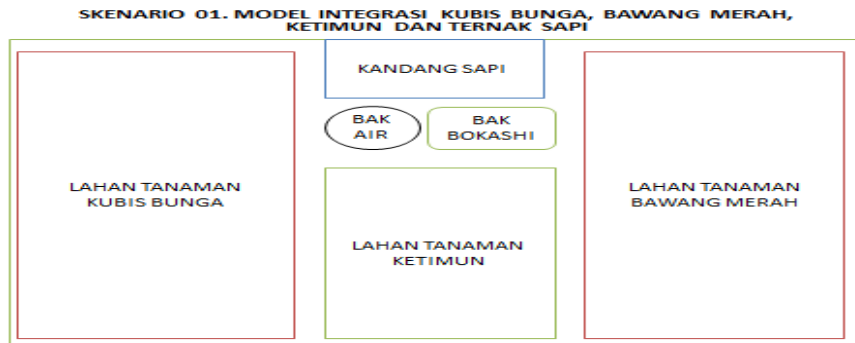 SKENARIO 01. MODEL INTEGRASI KUBIS BUNGA, BAWANG MERAH,
KETIMUN DAN TERNAK SAPI
KANDANG SAPI
BAK
AIR
BAK
BOKASHI
LAHAN TANAMAN
KUBIS BUNGA
LAHAN TANAMAN
KETIMUN
LAHAN TANAMAN
BAWANG MERAH